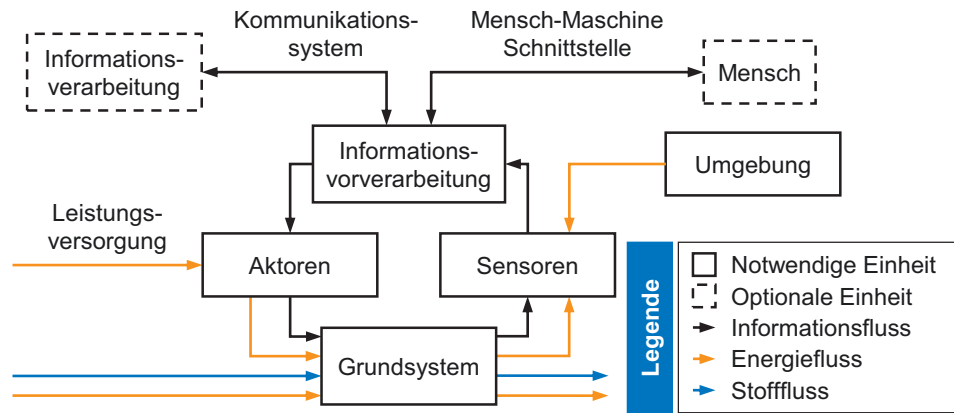 Kommunikations-
system
Mensch-Maschine
Schnittstelle
Informations-
verarbeitung
Mensch
Informations-
vorverarbeitung
Umgebung
Leistungs-
versorgung
Aktoren
Sensoren
Grundsystem
Legende
Notwendige Einheit
Optionale Einheit
Informationsfluss
Energiefluss
Stofffluss